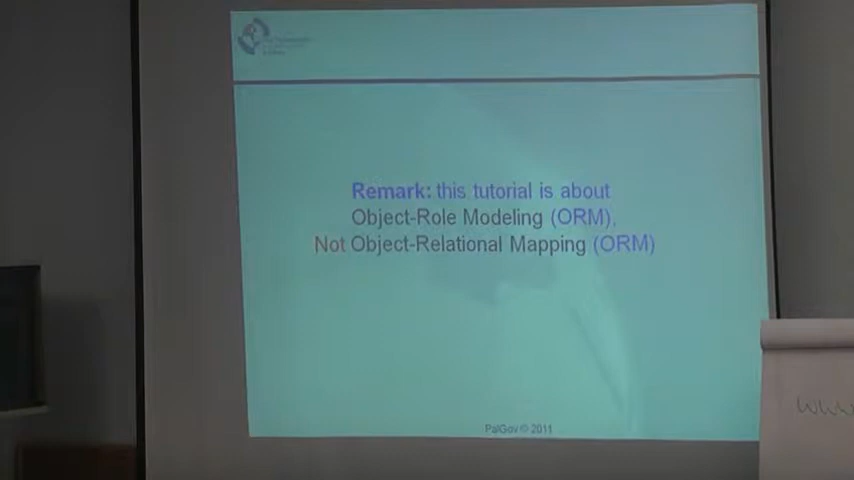 Remark: this tutorial is about
Object-Role Modeling (ORM),
Not Object-Relational Mapping (ORM)
PalGov © 2011